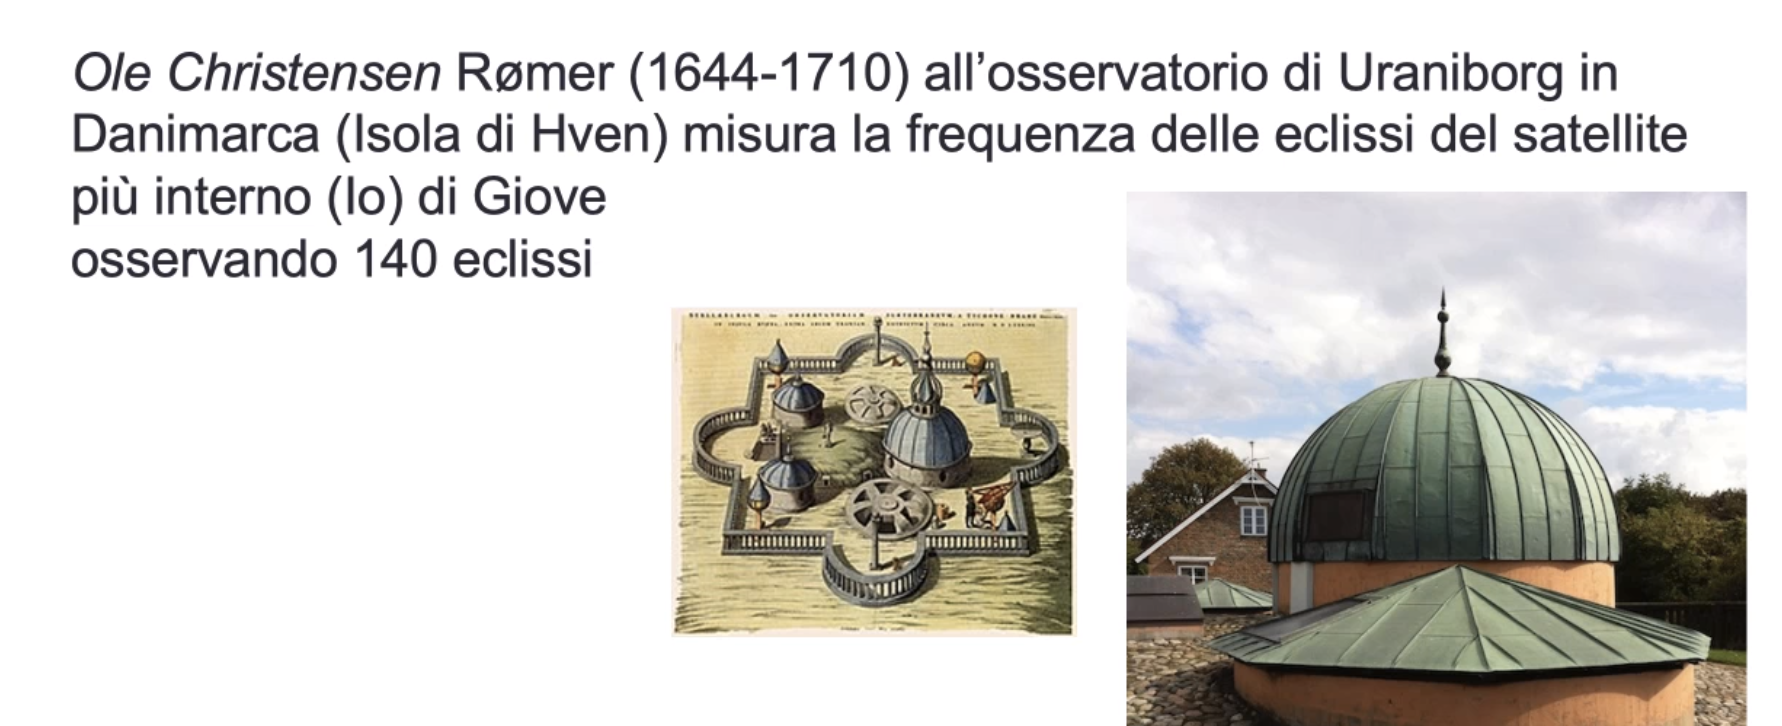 Ole Christensen Rømer (1644-1710) all’osservatorio di Uraniborg in
Danimarca (Isola di Hven) misura la frequenza delle eclissi del satellite
più interno (Io) di Giove
osservando 140 eclissi